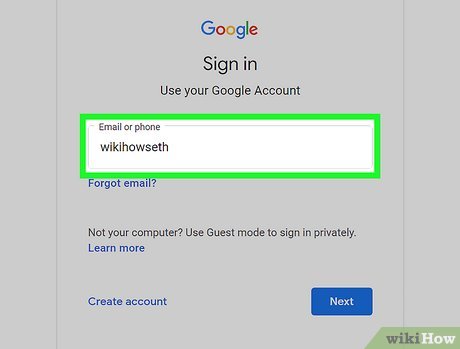 Google
Sign in
Use your Google Account
Email or phone
wikihowseth
Forgot email?
Not your computer? Use Guest mode to sign in privately.
Learn more
Create account
Next
wikiHow